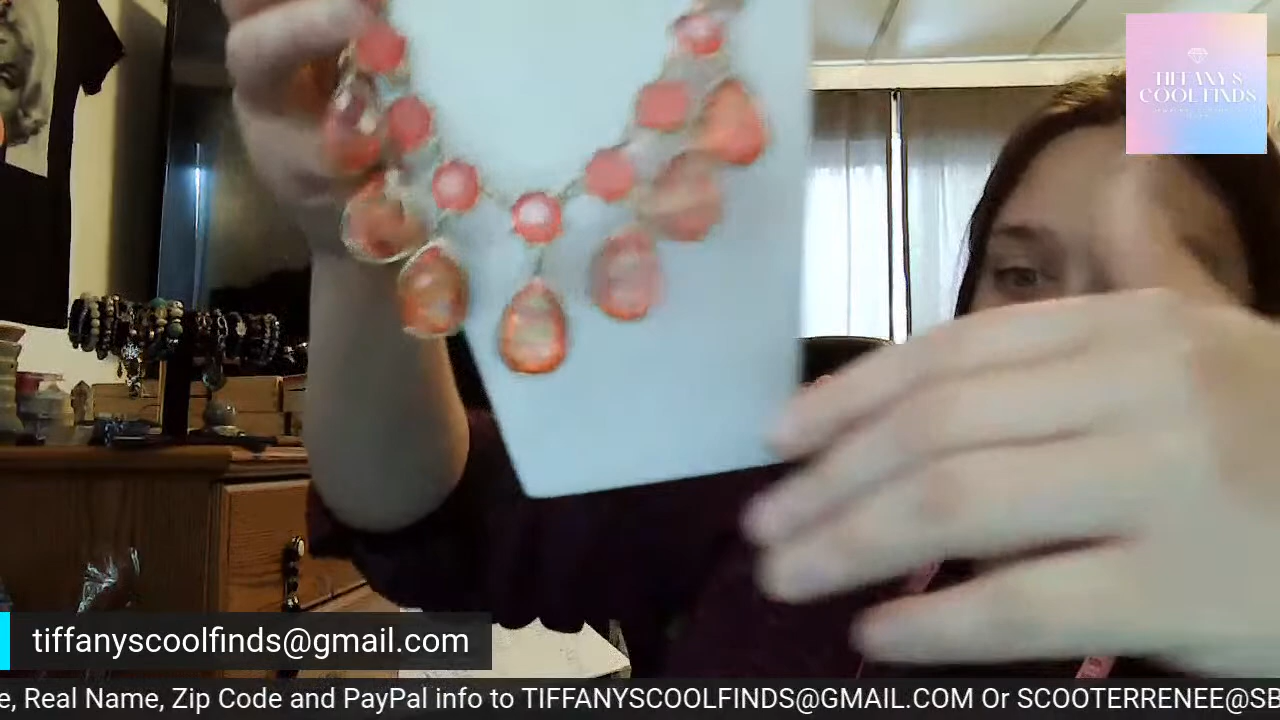 TIFFANY'S
COOL FINDS
tiffanyscoolfinds@gmail.com
e, Real Name, Zip Code and PayPal info to TIFFANYSCOOLFINDS@GMAIL.COM Or SCOOTERRENEE@SB